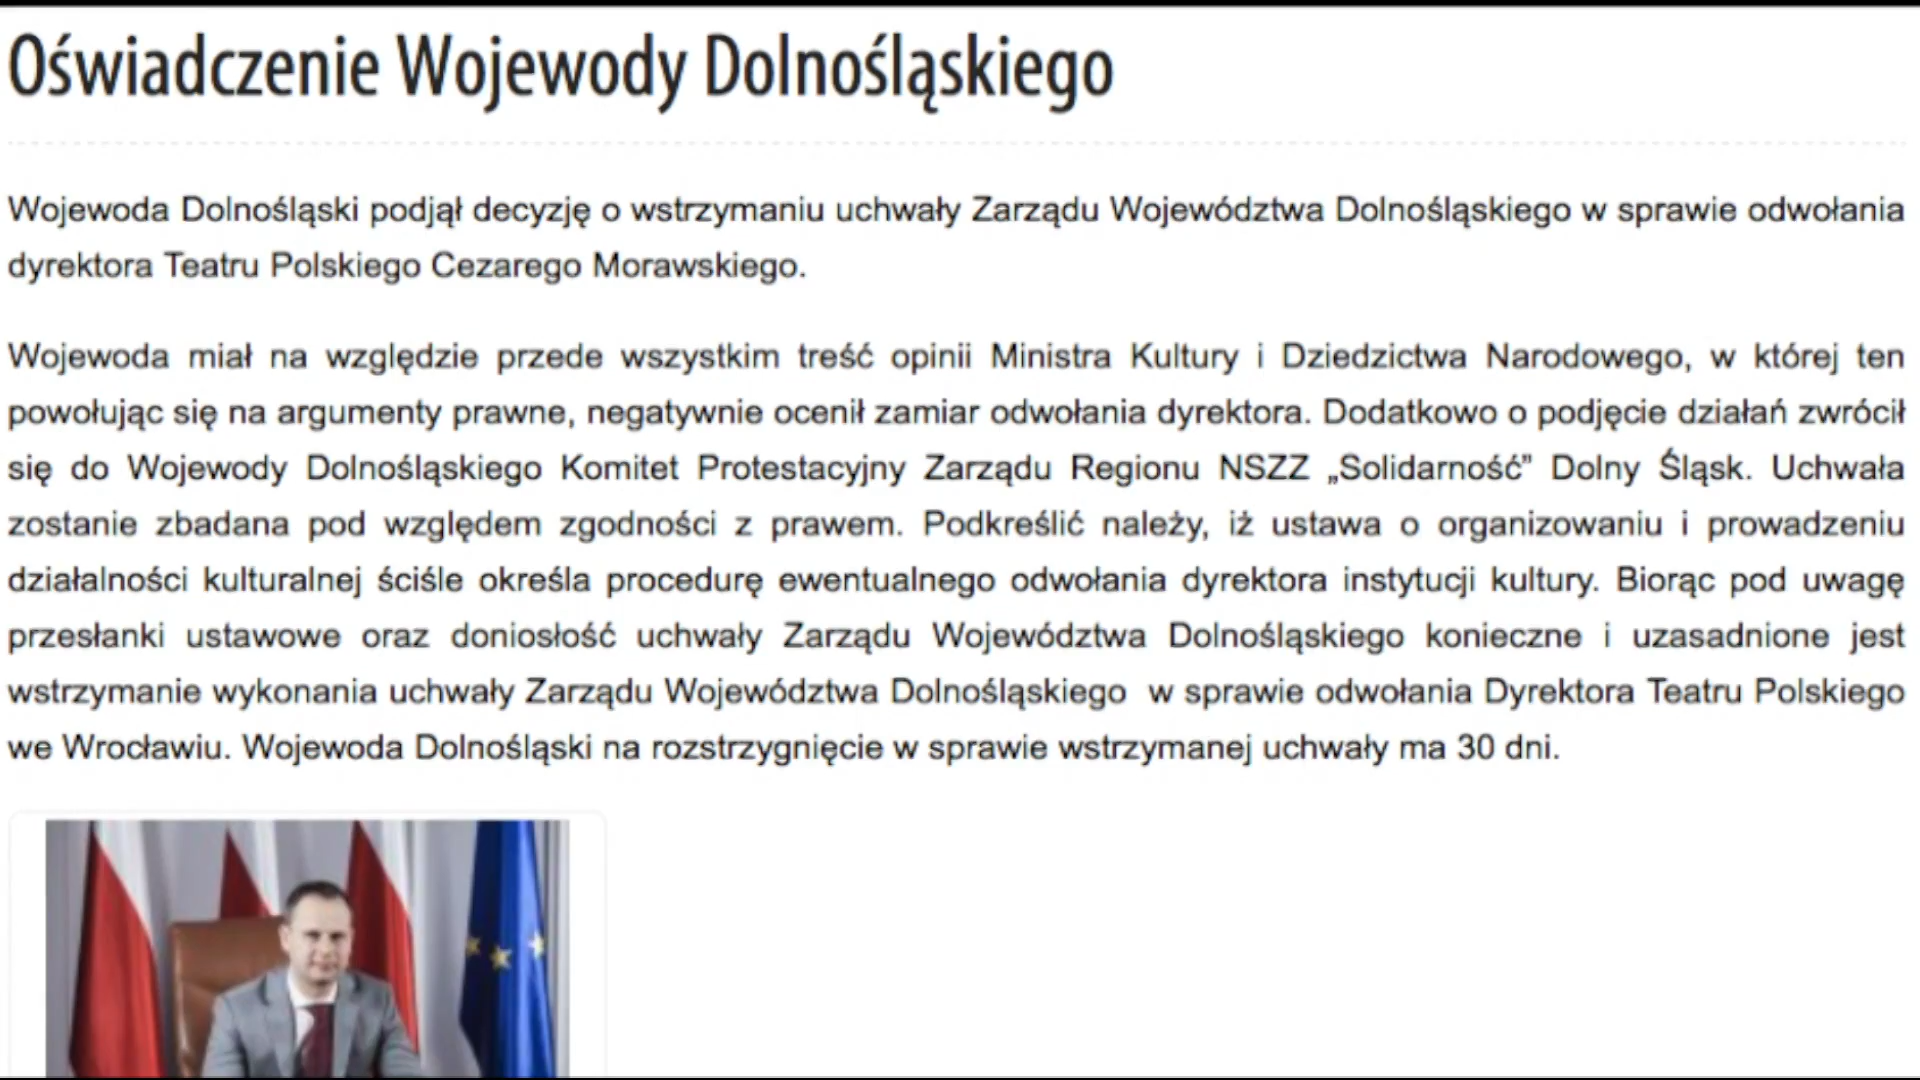 Oświadczenie Wojewody Dolnośląskiego
Wojewoda Dolnośląski podjął decyzję o wstrzymaniu uchwały Zarządu Województwa Dolnośląskiego w sprawie odwołania
dyrektora Teatru Polskiego Cezarego Morawskiego.
Wojewoda miał na względzie przede wszystkim treść opinii Ministra Kultury i Dziedzictwa Narodowego, w której ten
powołując się na argumenty prawne, negatywnie ocenił zamiar odwołania dyrektora. Dodatkowo o podjęcie działań zwrócił
się do Wojewody Dolnośląskiego Komitet Protestacyjny Zarządu Regionu NSZZ „Solidarność” Dolny Śląsk. Uchwała
zostanie zbadana pod względem zgodności z prawem. Podkreślić należy, iż ustawa o organizowaniu i prowadzeniu
działalności kulturalnej ściśle określa procedurę ewentualnego odwołania dyrektora instytucji kultury. Biorąc pod uwagę
przesłanki ustawowe oraz doniosłość uchwały Zarządu Województwa Dolnośląskiego konieczne i uzasadnione jest
wstrzymanie wykonania uchwały Zarządu Województwa Dolnośląskiego w sprawie odwołania Dyrektora Teatru Polskiego
we Wrocławiu. Wojewoda Dolnośląski na rozstrzygnięcie w sprawie wstrzymanej uchwały ma 30 dni.